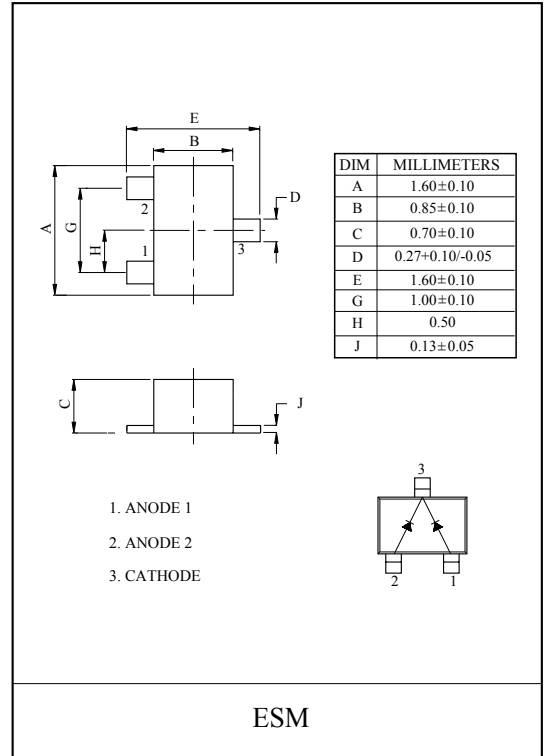 E
B
D
A
G
H
2
1
3
DIM MILLIMETERS
A 1.60±0.10
B 0.85±0.10
C 0.70±0.10
D 0.27+0.10/-0.05
E 1.60±0.10
G 1.00±0.10
H 0.50
J 0.13±0.05
C
J
1. ANODE 1
2. ANODE 2
3. CATHODE
3
2 1
ESM